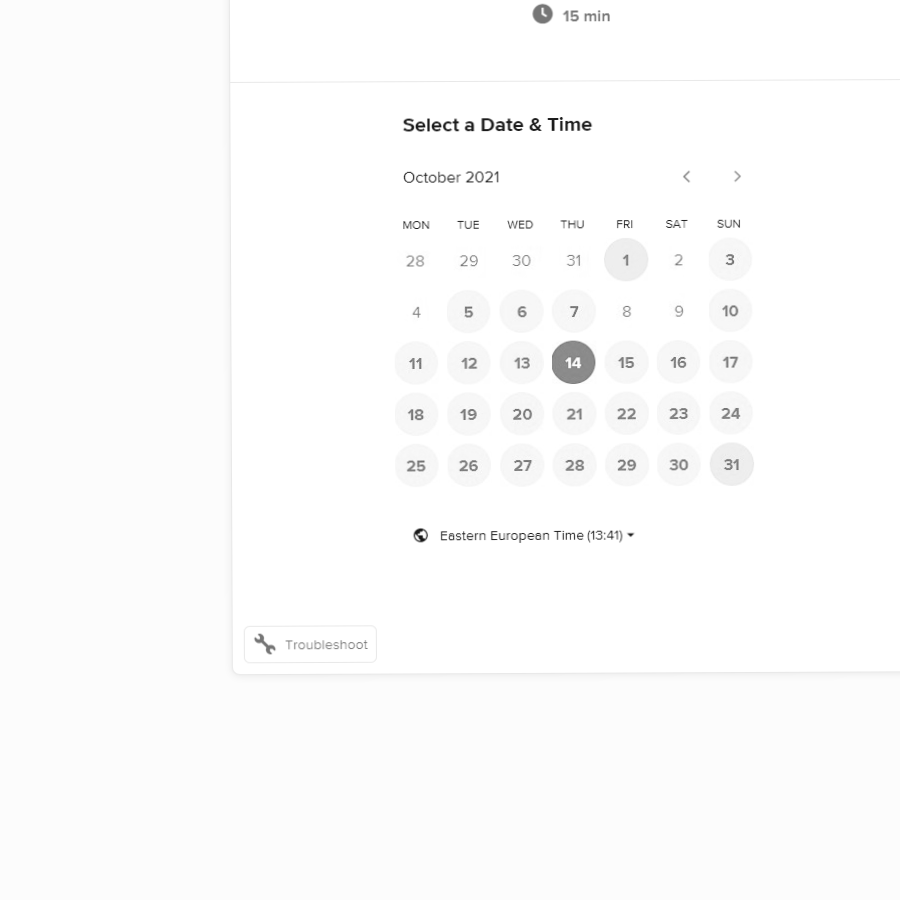 15 min
Select a Date & Time
October 2021
MON TUE WED THU FRI SAT SUN
28 29 30 31 1 2 3
4 5 6 7 8 9 10
11 12 13 14 15 16 17
18 19 20 21 22 23 24
25 26 27 28 29 30 31
Eastern European Time (13:41)
Troubleshoot